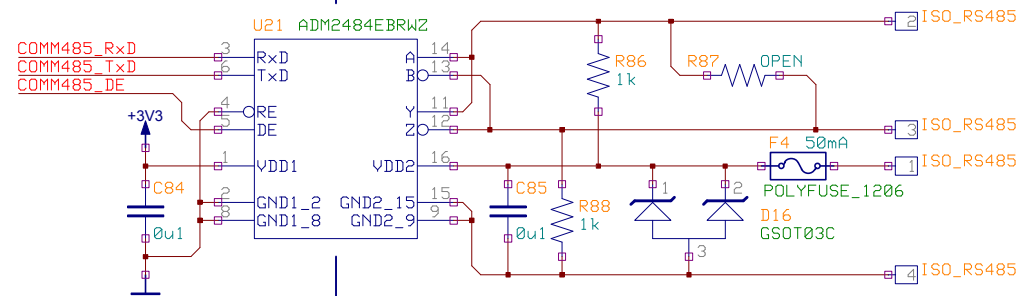 ISO_RS485
2
U21 ADM2484EBRWZ
COMM485_RxD 3 RxD A 14
COMM485_TxD 6 TxD B 13
COMM485_DE
R86
1k
R87 OPEN
4 RE Y 11
+3V3
5 DE Z 12
3 ISO_RS485
F4 50mA
1 VDD1 VDD2 16
1 ISO_RS485
POLYFUSE_1206
C84
0u1
2 GND1_2 GND2_15 15
8 GND1_8 GND2_9 9
C85
0u1
R88
1k
1
2
D16
GSOT03C
3
4 ISO_RS485